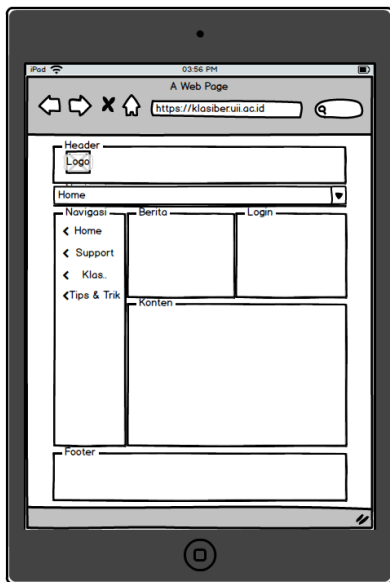 iPad 03:56 PM
A Web Page
https://klasiber.uii.ac.id
Header
Logo
Home
Navigasi
Berita
Login
< Home
< Support
< Klas..
<Tips & Trik
Konten
Footer